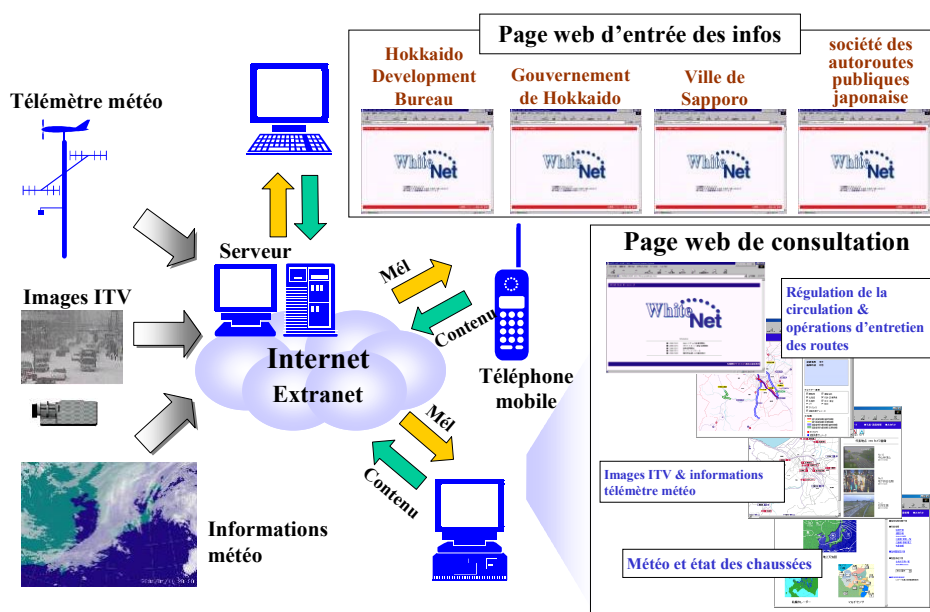 Page web d'entrée des infos
Hokkaido
Development
Bureau
Gouvernement
de Hokkaido
Ville de
Sapporo
société des
autoroutes
publiques
japonaise
White
Net
White
Net
White
Net
White
Net
Télémètre météo
Serveur
Images ITV
Internet
Extranet
Mél
Contenu
Téléphone
mobile
Mél
Contenu
Informations
météo
Page web de consultation
White
Net
Régulation de la
circulation &
opérations d'entretien
des routes
Images ITV & informations
télémètre météo
Météo et état des chaussées